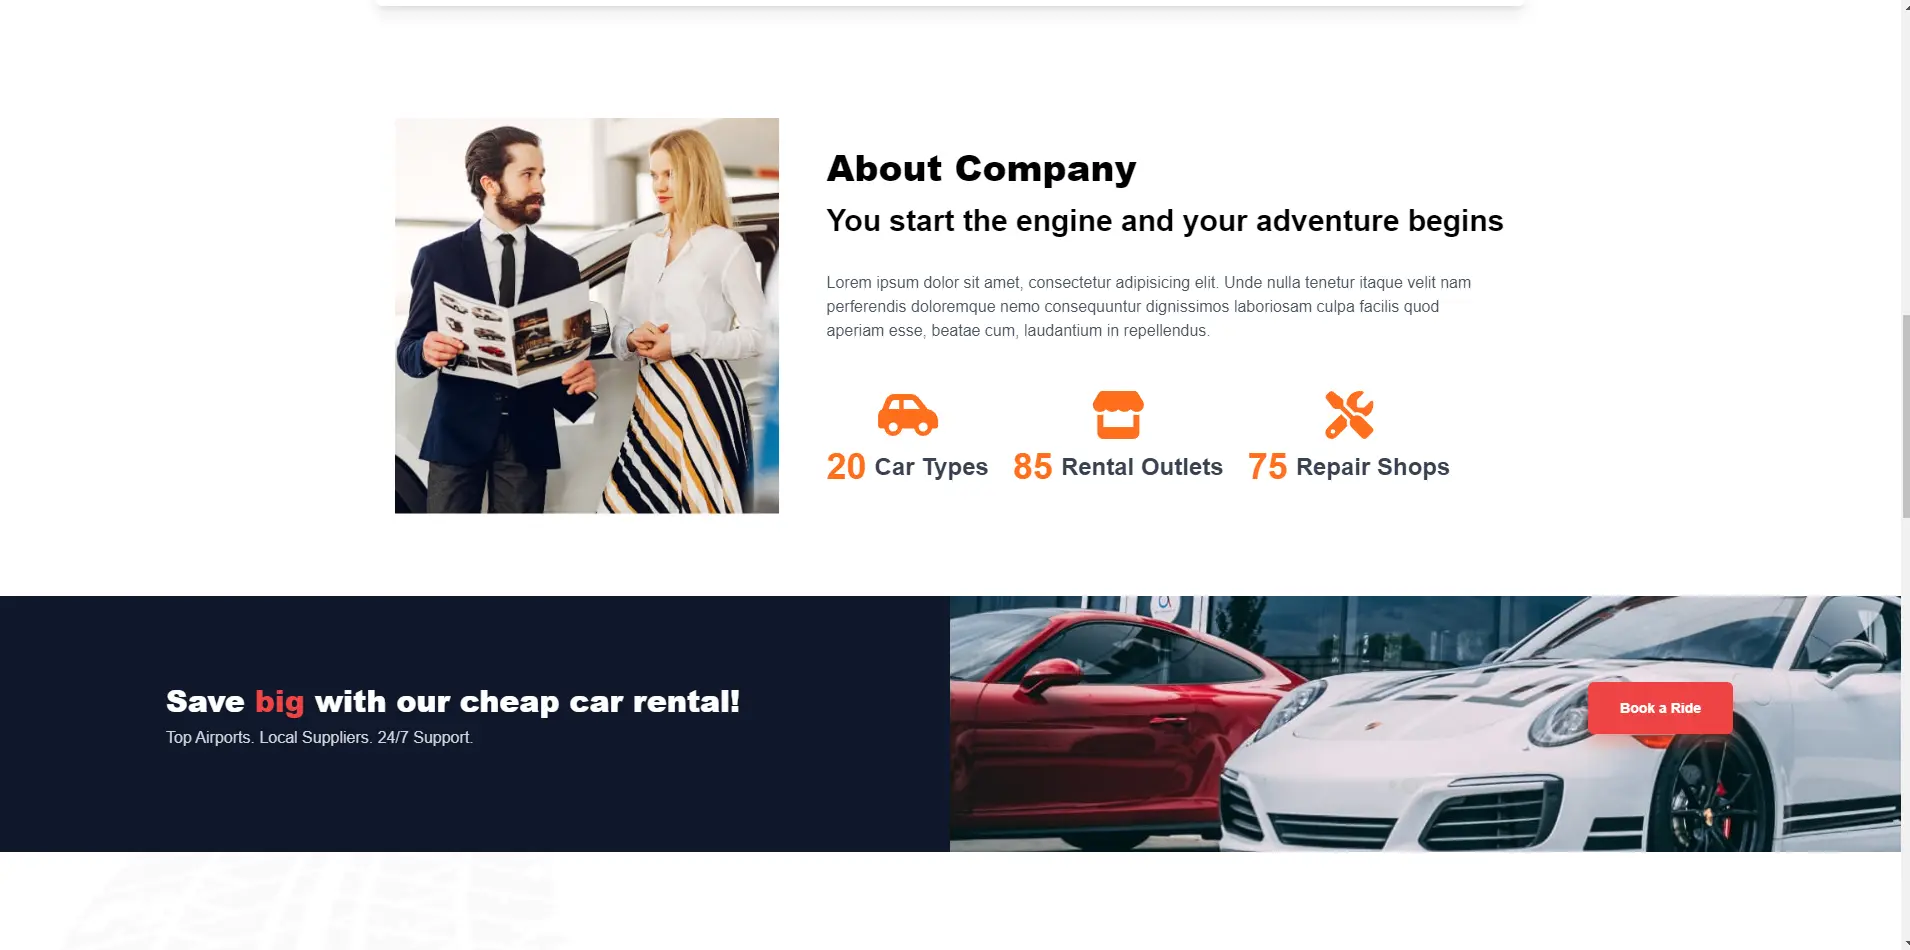 About Company
You start the engine and your adventure begins
Lorem ipsum dolor sit amet, consectetur adipisicing elit. Unde nulla tenetur itaque velit nam
perferendis doloremque nemo consequuntur dignissimos laboriosam culpa facilis quod
aperiam esse, beatae cum, laudantium in repellendus.
20 Car Types 85 Rental Outlets 75 Repair Shops
Save big with our cheap car rental!
Top Airports. Local Suppliers. 24/7 Support.
Book a Ride